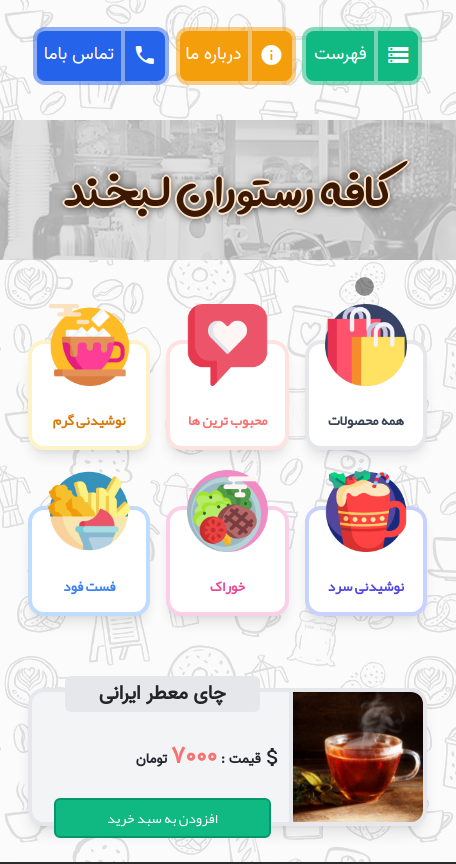 فهرست
درباره ما
تماس باما
کافه رستوران لبخند
همه محصولات
محبوب ترین ها
نوشیدنی گرم
نوشیدنی سرد
خوراک
فست فود
چای معطر ایرانی
$ قیمت : ۷۰۰۰ تومان
افزودن به سبد خرید